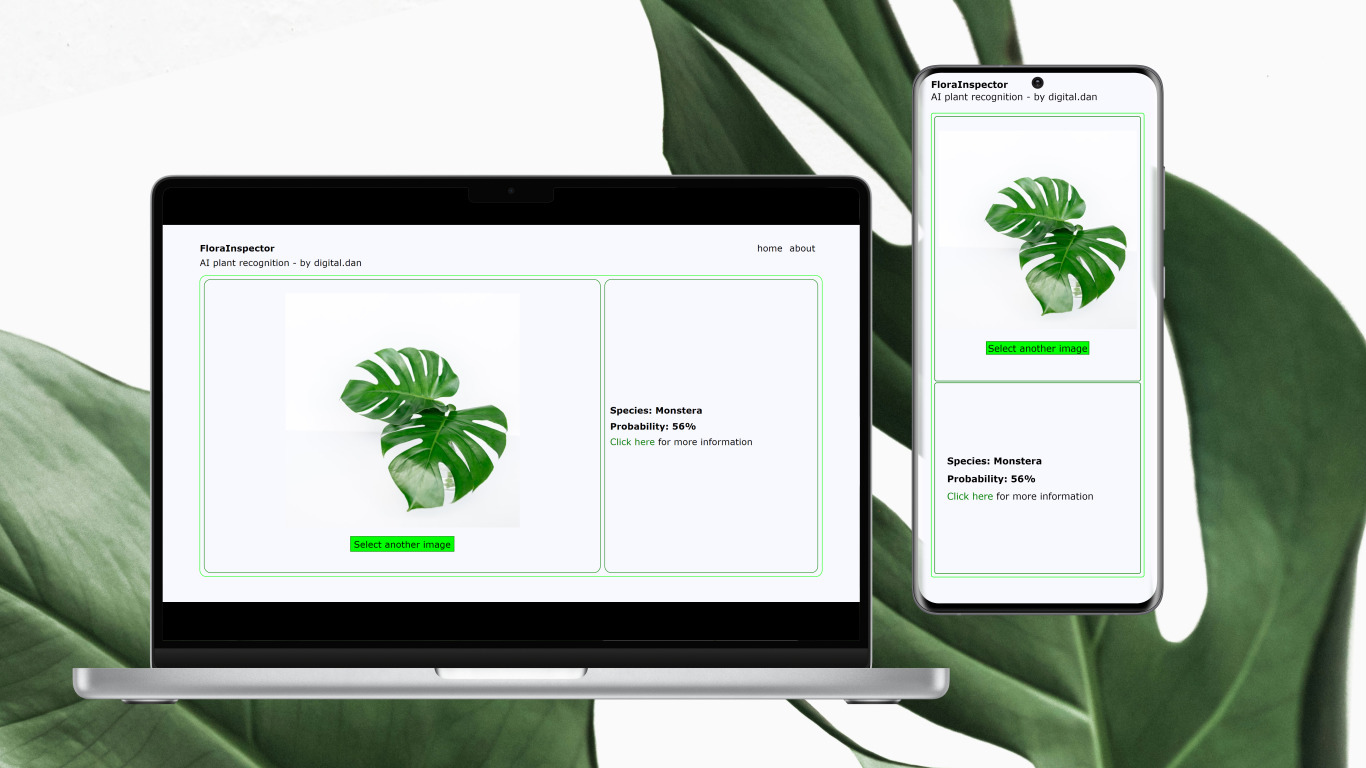 FloraInspector
AI plant recognition - by digital.dan
home about
Select another image
Species: Monstera
Probability: 56%
Click here for more information
FloraInspector
AI plant recognition - by digital.dan
Select another image
Species: Monstera
Probability: 56%
Click here for more information